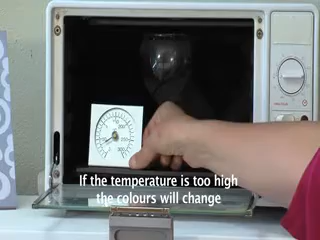 If the temperature is too high
the colours will change